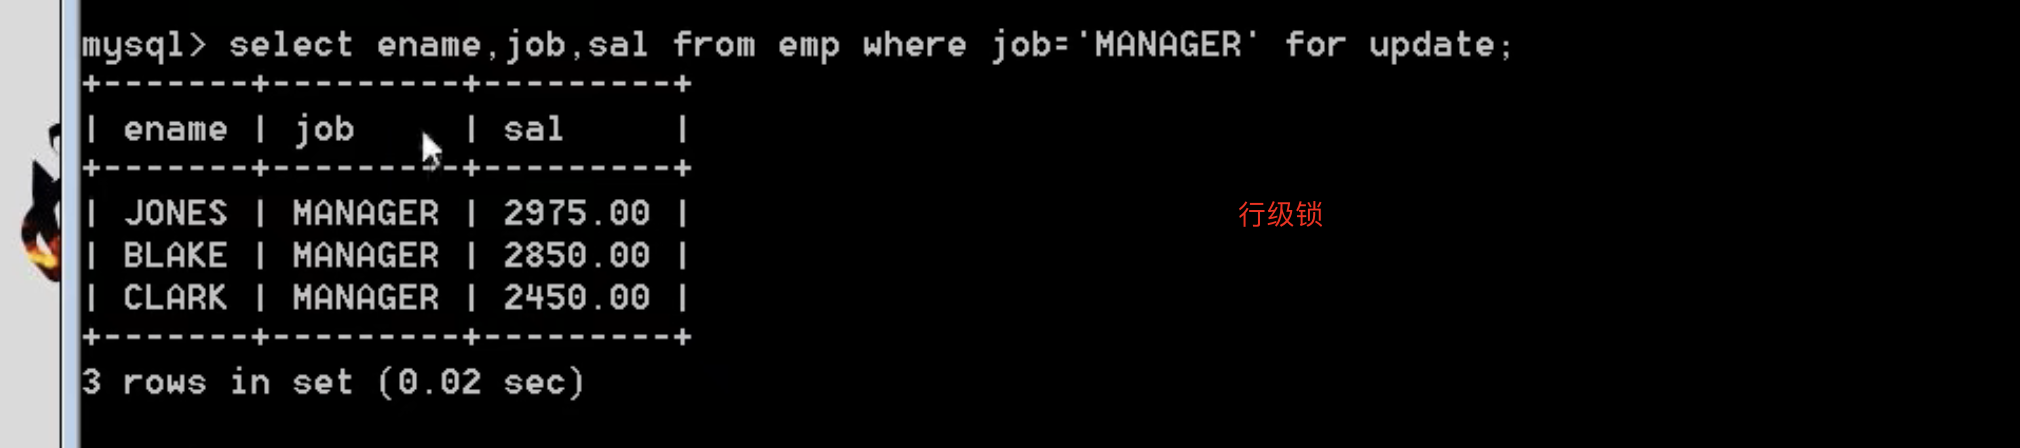 mysql> select ename,job,sal from emp where job='MANAGER' for update;
+-------+---------+---------+
| ename | job     | sal     |
+-------+---------+---------+
| JONES | MANAGER | 2975.00 |
行级锁
| BLAKE | MANAGER | 2850.00 |
| CLARK | MANAGER | 2450.00 |
+-------+---------+---------+
3 rows in set (0.02 sec)